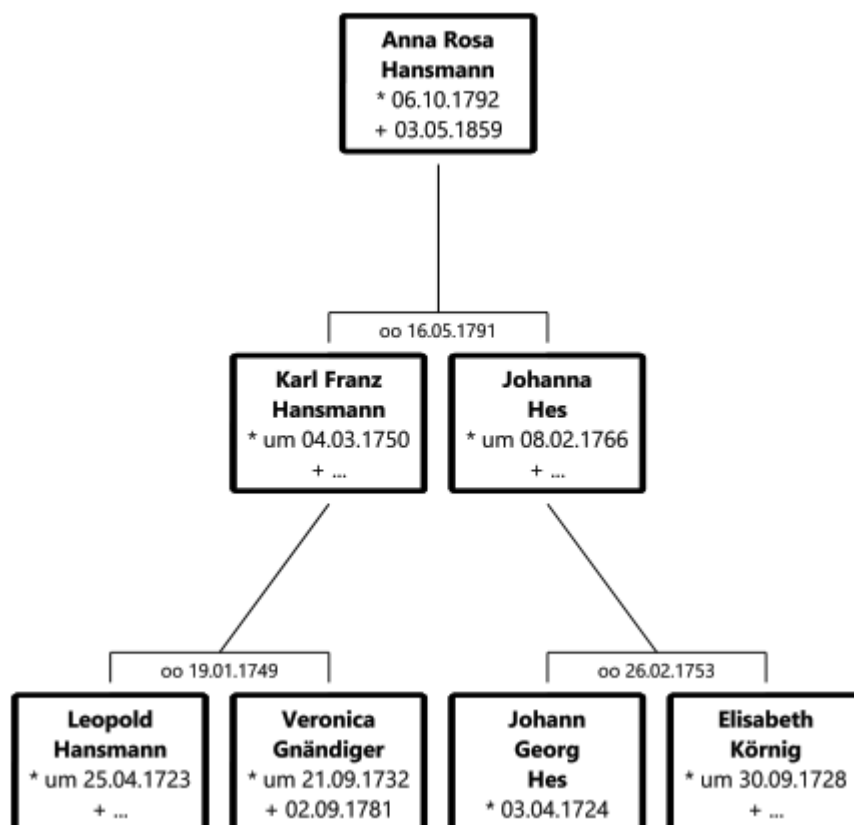 Anna Rosa
Hansmann
* 06.10.1792
+ 03.05.1859
oo 16.05.1791
Karl Franz
Hansmann
* um 04.03.1750
+ ...
Johanna
Hes
* um 08.02.1766
+ ...
oo 19.01.1749
oo 26.02.1753
Leopold
Hansmann
* um 25.04.1723
+ ...
Veronica
Gnändiger
* um 21.09.1732
+ 02.09.1781
Johann
Georg
Hes
* 03.04.1724
Elisabeth
Körnig
* um 30.09.1728
+ ...